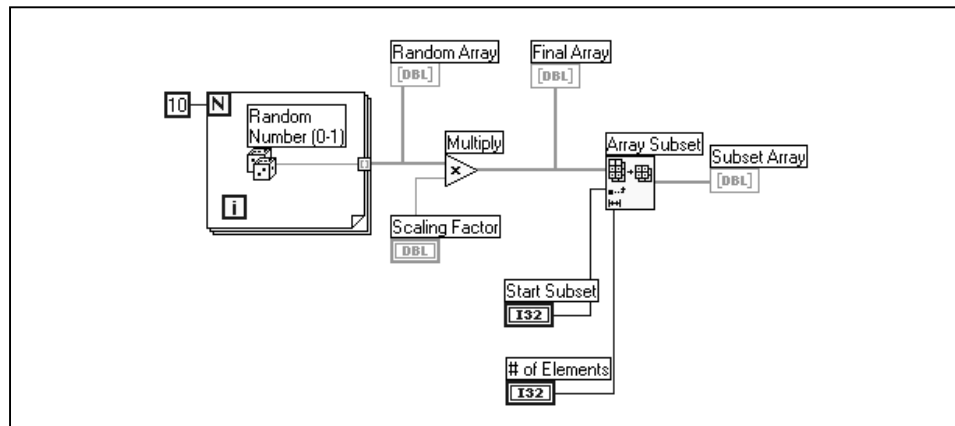 Random Array
[DBL]
Final Array
[DBL]
10
N
Random
Number (0-1)
i
Multiply
x
Array Subset
Subset Array
[DBL]
Scaling Factor
DBL
Start Subset
I32
# of Elements
I32